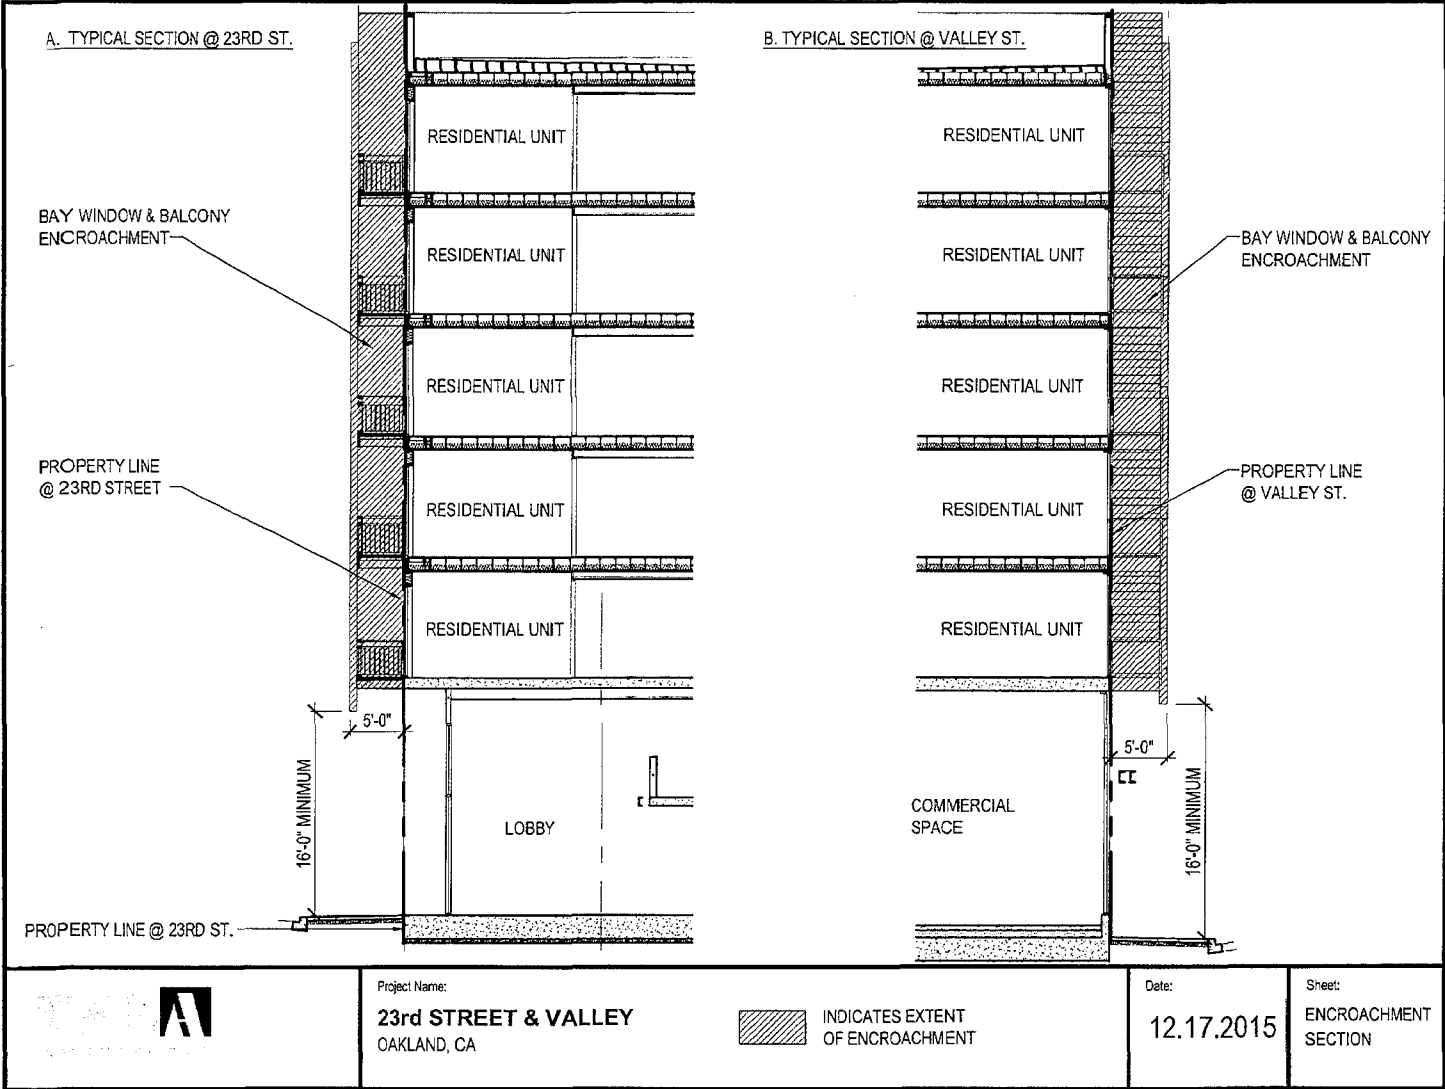 A. TYPICAL SECTION @ 23RD ST.
B. TYPICAL SECTION @ VALLEY ST.
RESIDENTIAL UNIT
RESIDENTIAL UNIT
BAY WINDOW & BALCONY
ENCROACHMENT
RESIDENTIAL UNIT
RESIDENTIAL UNIT
BAY WINDOW & BALCONY
ENCROACHMENT
RESIDENTIAL UNIT
RESIDENTIAL UNIT
PROPERTY LINE
@ 23RD STREET
RESIDENTIAL UNIT
RESIDENTIAL UNIT
PROPERTY LINE
@ VALLEY ST.
RESIDENTIAL UNIT
RESIDENTIAL UNIT
5'-0"
5'-0"
16'-0" MINIMUM
LOBBY
COMMERCIAL
SPACE
16'-0" MINIMUM
PROPERTY LINE @ 23RD ST.
A
Project Name:
23rd STREET & VALLEY
OAKLAND, CA
INDICATES EXTENT
OF ENCROACHMENT
Date:
12.17.2015
Sheet:
ENCROACHMENT
SECTION